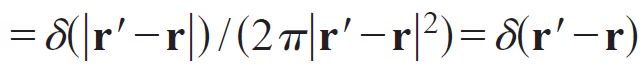 = δ(|r′ − r|)/(2π|r′ − r|²) = δ(r′ − r)